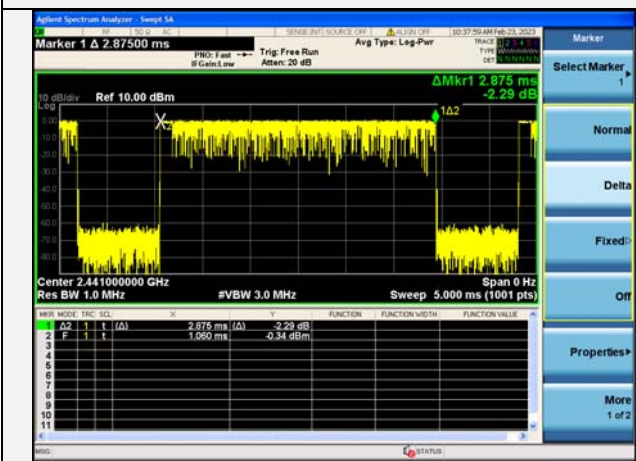 Agilent Spectrum Analyzer - Swept SA
RF 50 Ω AC SENSE:INT SOURCE OFF ALIGN OFF 10:37:59 AM Feb 23, 2023
Marker 1 Δ 2.87500 ms
PNO: Fast
IFGain:Low
Trig: Free Run
Atten: 20 dB
Avg Type: Log-Pwr
TRACE 1 2 3 4 5 6
TYPE
DET N N N N N N
ΔMkr1 2.875 ms
-2.29 dB
10 dB/div Ref 10.00 dBm
Log
0.00
-10.0
-20.0
-30.0
-40.0
-50.0
-60.0
-70.0
-80.0
X2
1Δ2
Center 2.441000000 GHz Span 0 Hz
Res BW 1.0 MHz #VBW 3.0 MHz Sweep 5.000 ms (1001 pts)
MKR MODE TRC SCL X Y FUNCTION FUNCTION WIDTH FUNCTION VALUE
1 Δ2 1 t (Δ) 2.875 ms (Δ) -2.29 dB
2 F 1 t 1.060 ms -0.34 dBm
3
4
5
6
7
8
9
10
11
MSG STATUS
Marker
Select Marker
1
Normal
Delta
Fixed
Off
Properties
More
1 of 2